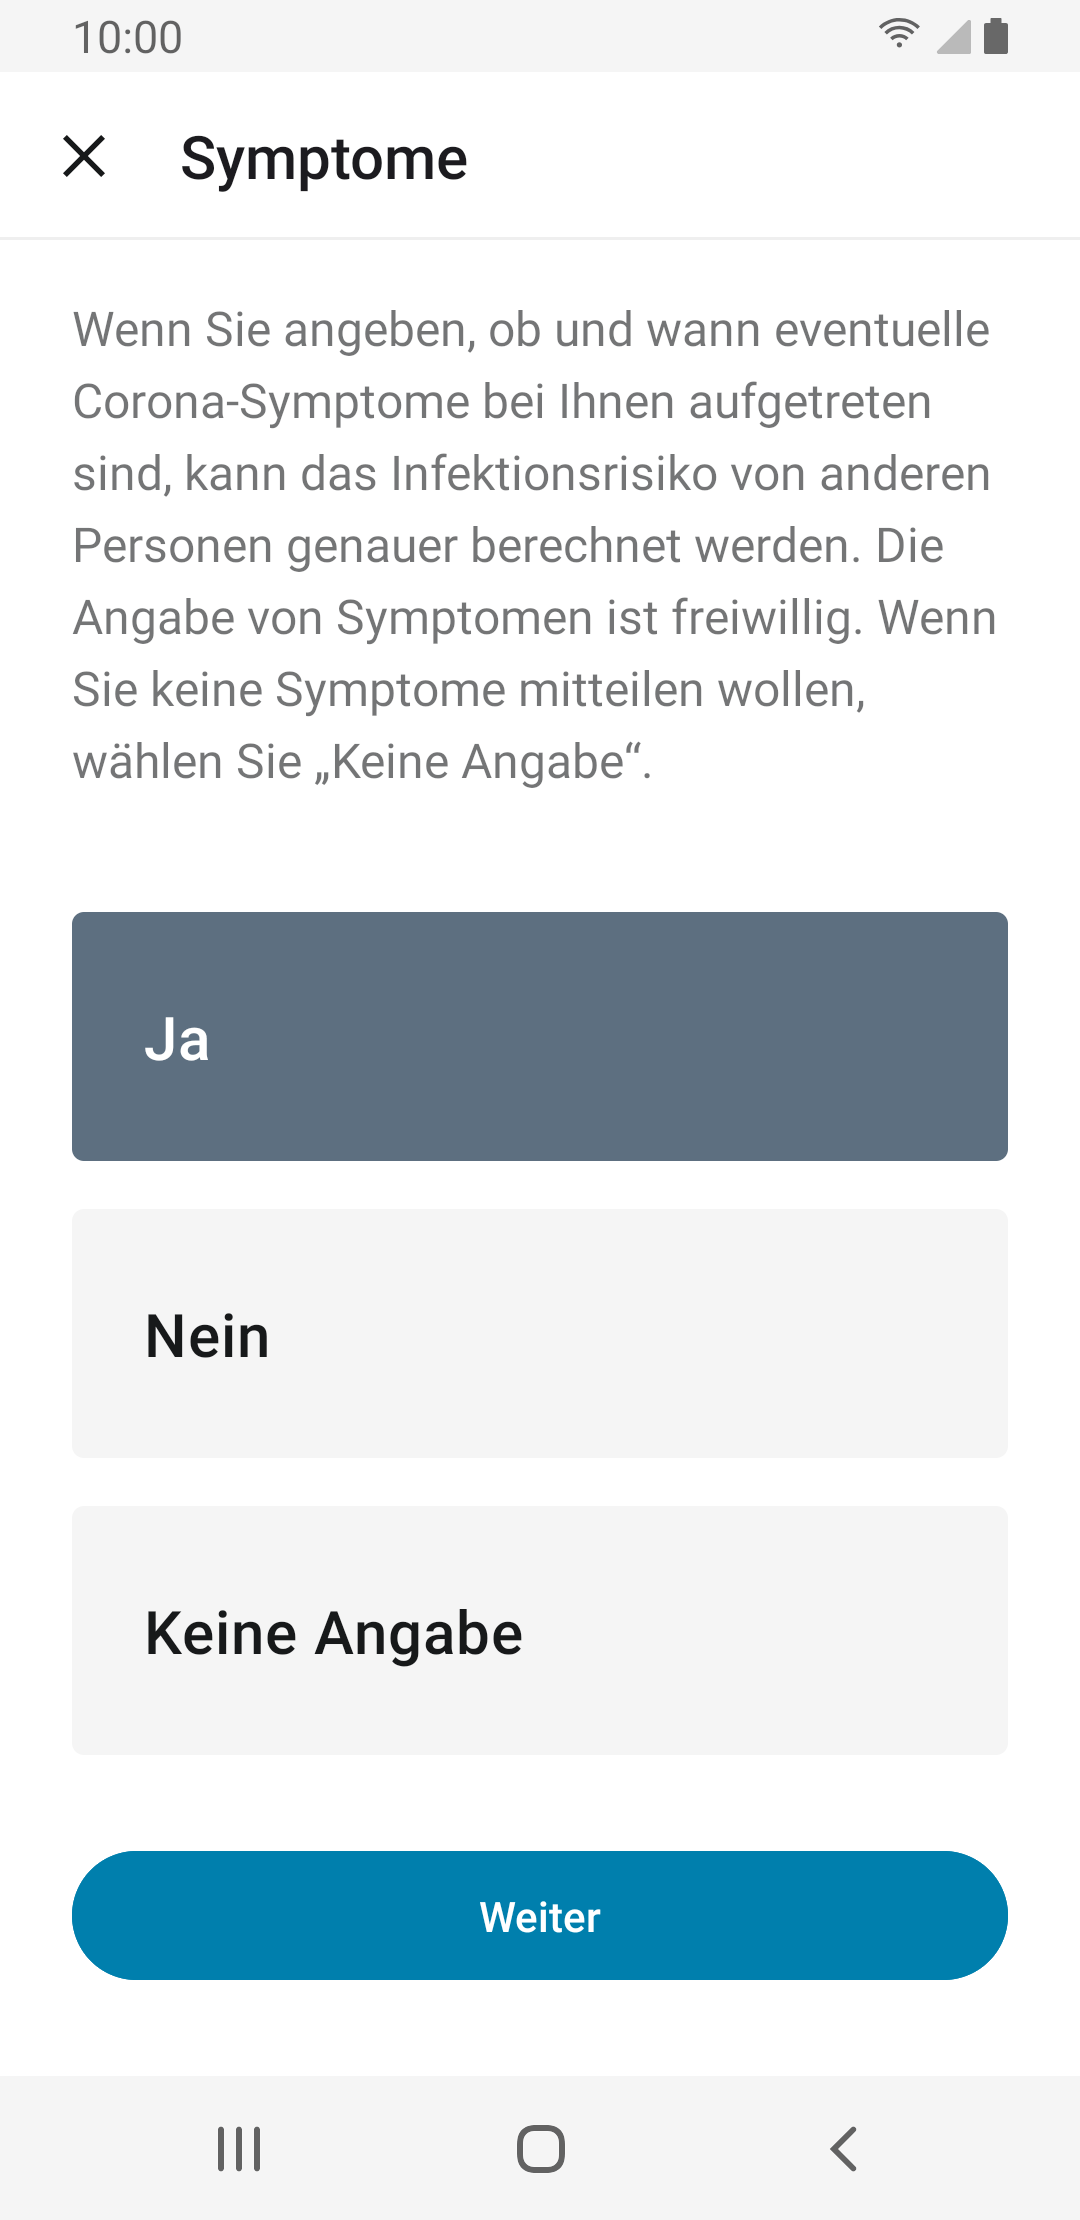 10:00
Symptome
Wenn Sie angeben, ob und wann eventuelle
Corona-Symptome bei Ihnen aufgetreten
sind, kann das Infektionsrisiko von anderen
Personen genauer berechnet werden. Die
Angabe von Symptomen ist freiwillig. Wenn
Sie keine Symptome mitteilen wollen,
wählen Sie „Keine Angabe“.
Ja
Nein
Keine Angabe
Weiter